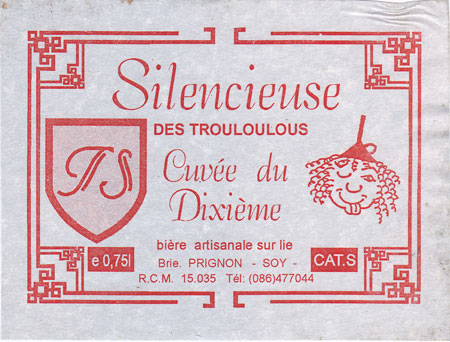 Silencieuse
DES TROULOULOUS
TS
Cuvée du
Dixième
bière artisanale sur lie
e 0,75l
Brie. PRIGNON - SOY -
CAT.S
R.C.M. 15.035 Tél: (086)477044